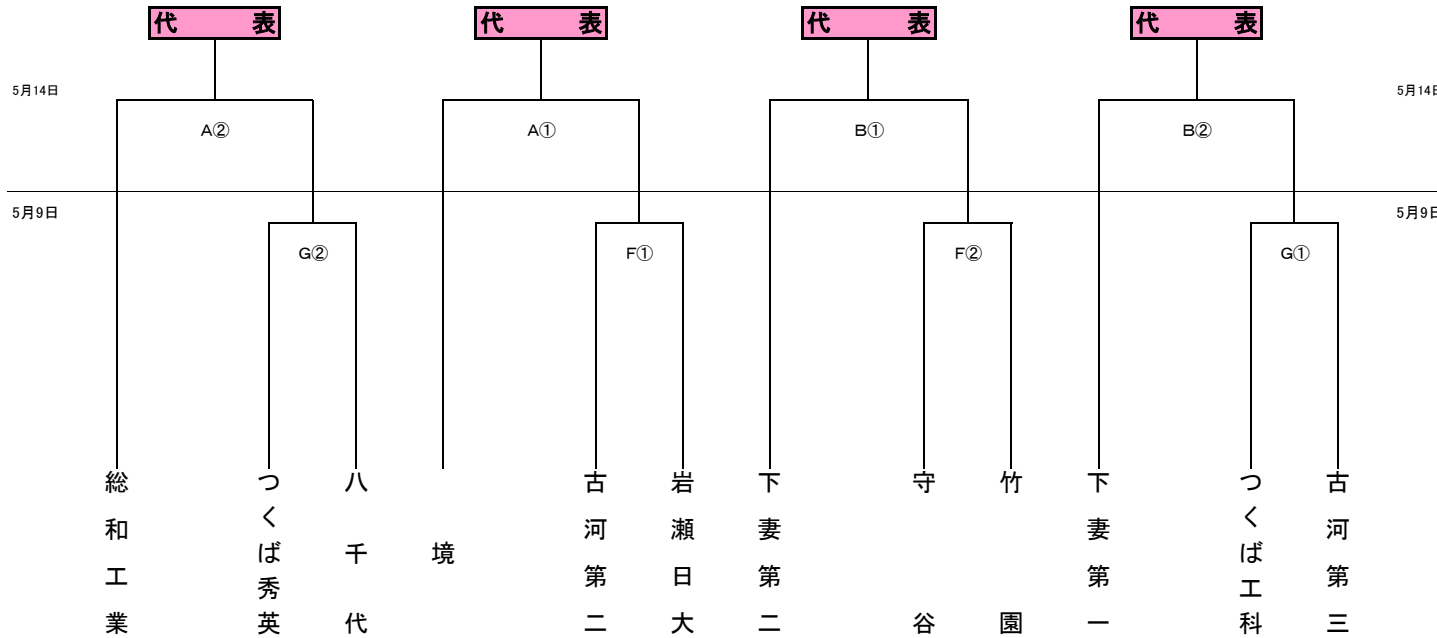 代 表
代 表
代 表
代 表
5月14日
5月14日
A②
A①
B①
B②
5月9日
5月9日
G②
F①
F②
G①
総和工業
つくば秀英
八千代
境
古河第二
岩瀬日大
下妻第二
守谷
竹園
下妻第一
つくば工科
古河第三